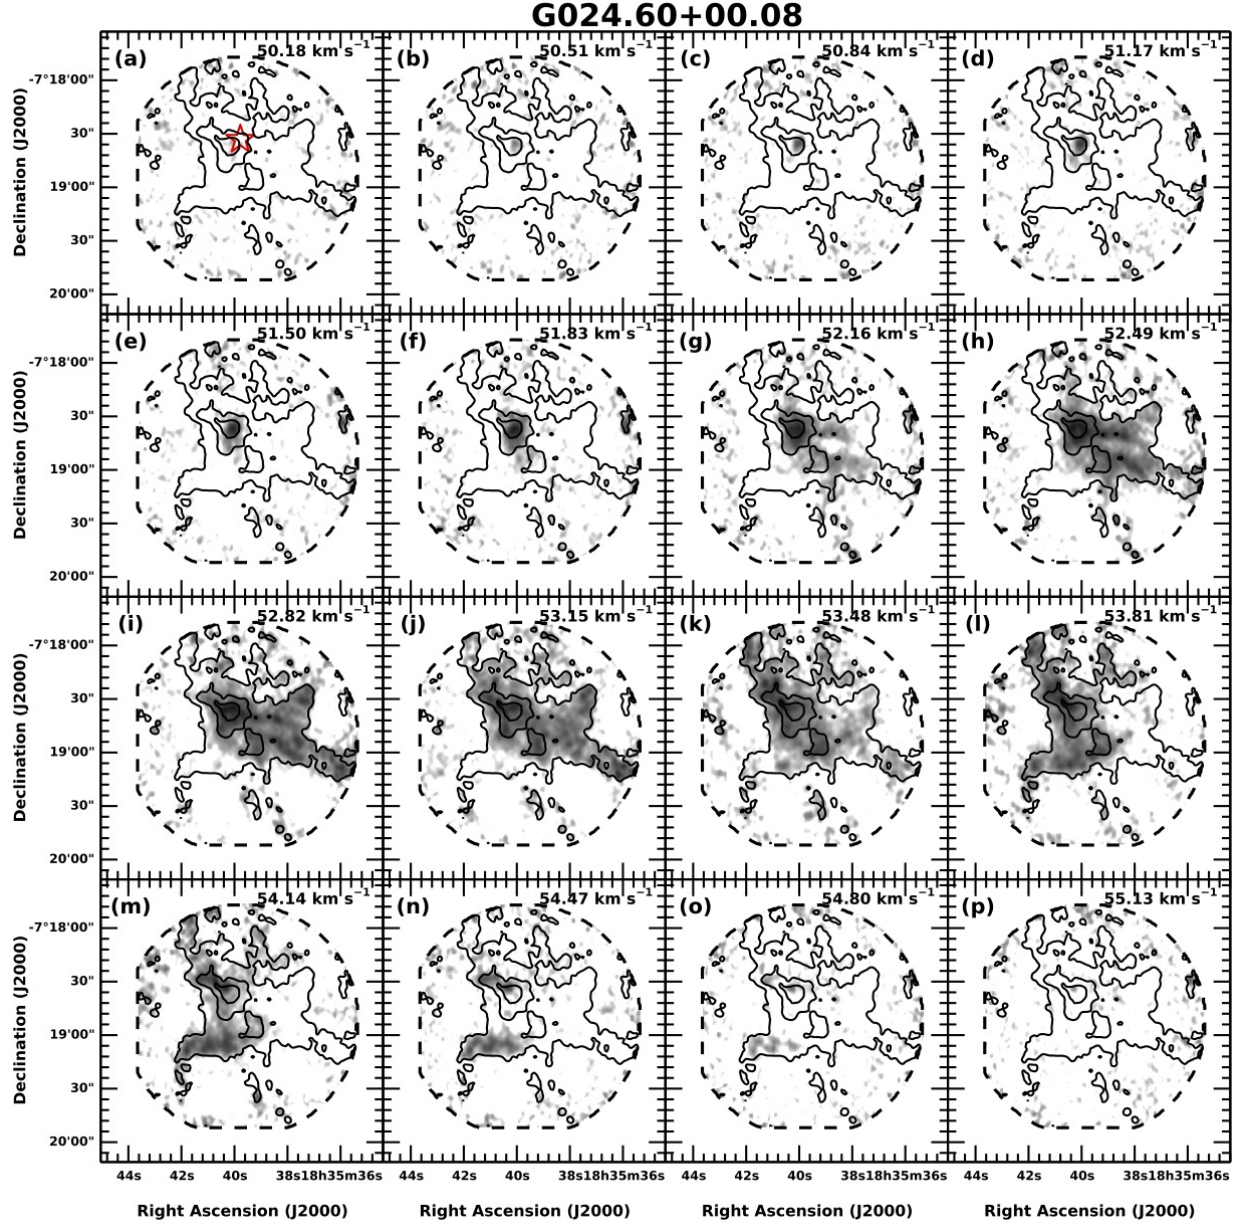 G024.60+00.08
(a) 50.18 km s⁻¹ (b) 50.51 km s⁻¹ (c) 50.84 km s⁻¹ (d) 51.17 km s⁻¹
-7°18'00"
30"
19'00"
30"
20'00"
Declination (J2000)
(e) 51.50 km s⁻¹ (f) 51.83 km s⁻¹ (g) 52.16 km s⁻¹ (h) 52.49 km s⁻¹
-7°18'00"
30"
19'00"
30"
20'00"
Declination (J2000)
(i) 52.82 km s⁻¹ (j) 53.15 km s⁻¹ (k) 53.48 km s⁻¹ (l) 53.81 km s⁻¹
-7°18'00"
30"
19'00"
30"
20'00"
Declination (J2000)
(m) 54.14 km s⁻¹ (n) 54.47 km s⁻¹ (o) 54.80 km s⁻¹ (p) 55.13 km s⁻¹
-7°18'00"
30"
19'00"
30"
20'00"
Declination (J2000)
44s 42s 40s 38s18h35m36s 44s 42s 40s 38s18h35m36s 44s 42s 40s 38s18h35m36s 44s 42s 40s 38s18h35m36s
Right Ascension (J2000) Right Ascension (J2000) Right Ascension (J2000) Right Ascension (J2000)